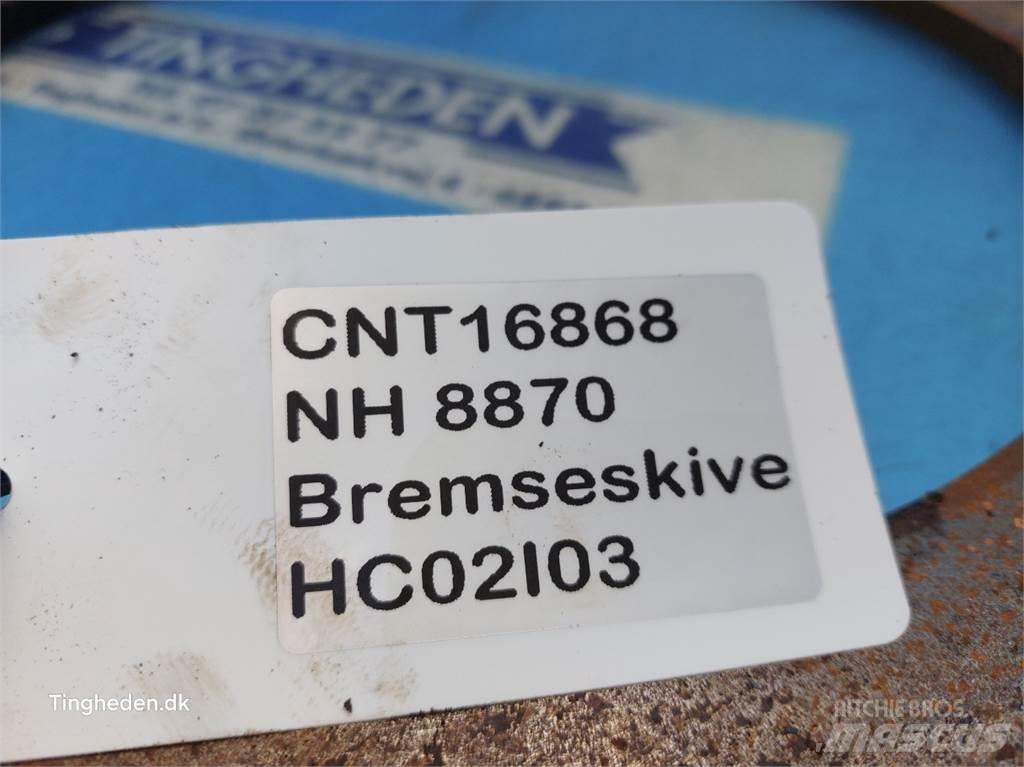 TINGHEDEN
CNT16868
NH 8870
Bremseskive
HC02I03
Tingheden.dk
RITCHIE BROS.
MASCUS